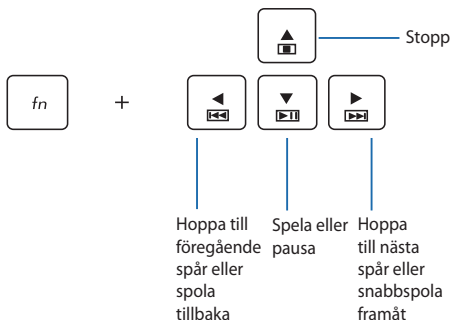 Stopp
fn +
Hoppa till
föregående
spår eller
spola
tillbaka
Spela eller
pausa
Hoppa
till nästa
spår eller
snabbspola
framåt